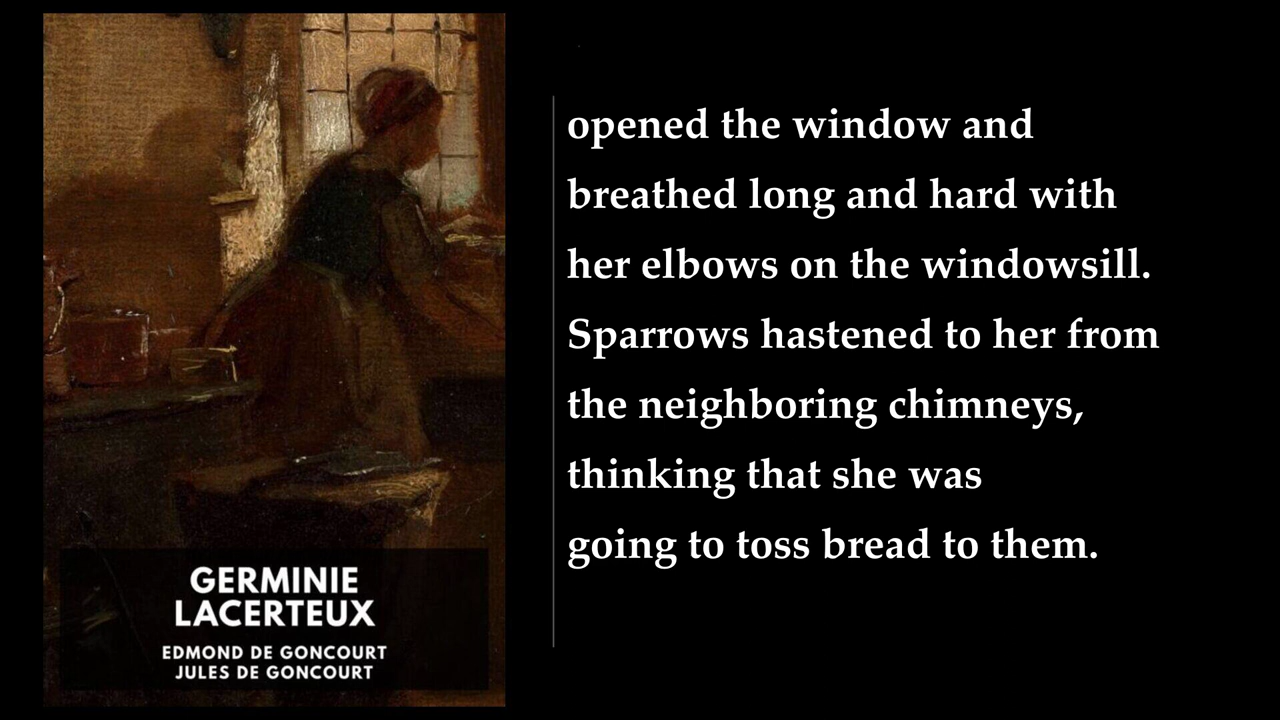 GERMINIE
LACERTEUX
EDMOND DE GONCOURT
JULES DE GONCOURT
opened the window and
breathed long and hard with
her elbows on the windowsill.
Sparrows hastened to her from
the neighboring chimneys,
thinking that she was
going to toss bread to them.